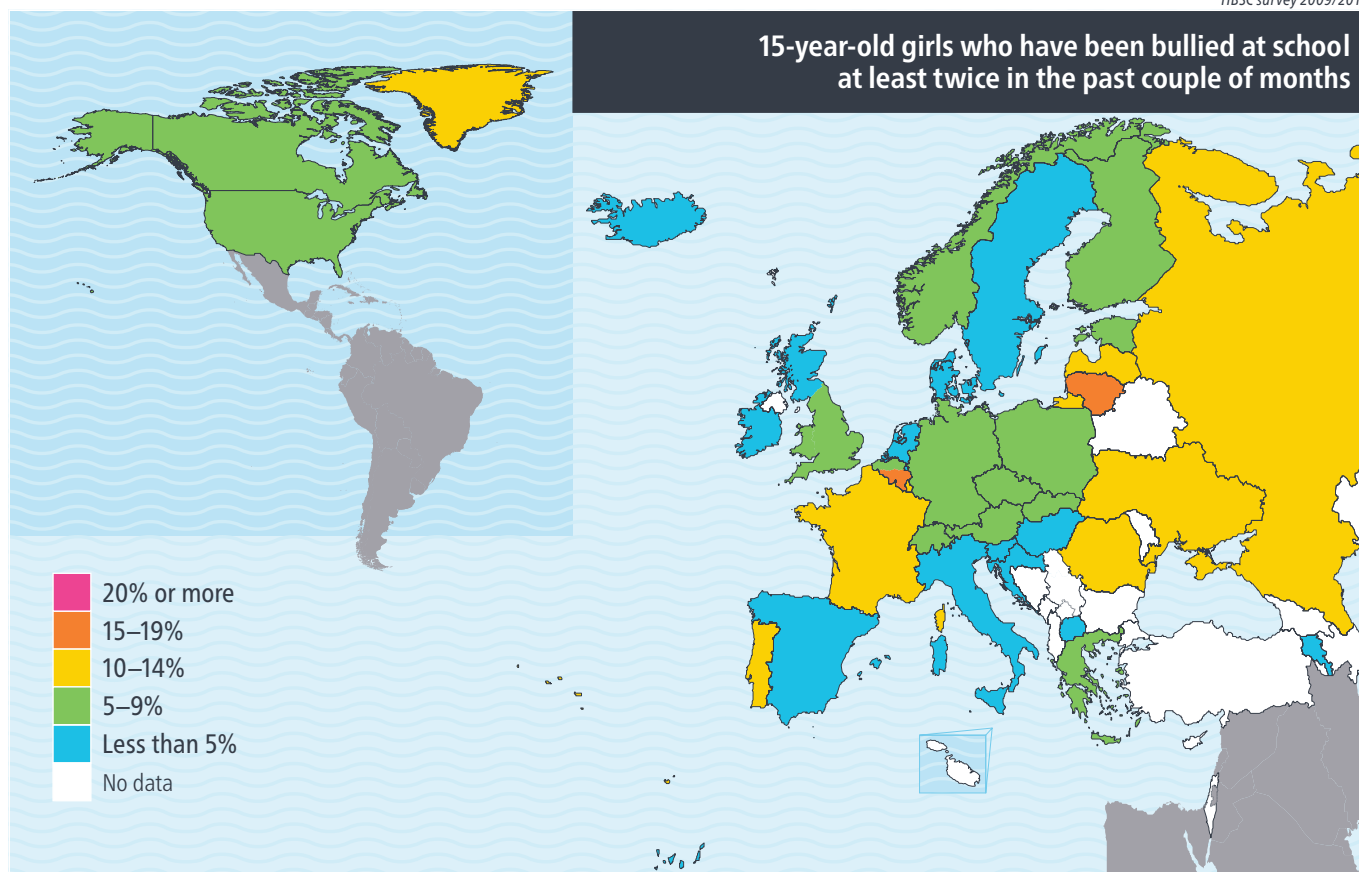 15-year-old girls who have been bullied at school
at least twice in the past couple of months
20% or more
15–19%
10–14%
5–9%
Less than 5%
No data